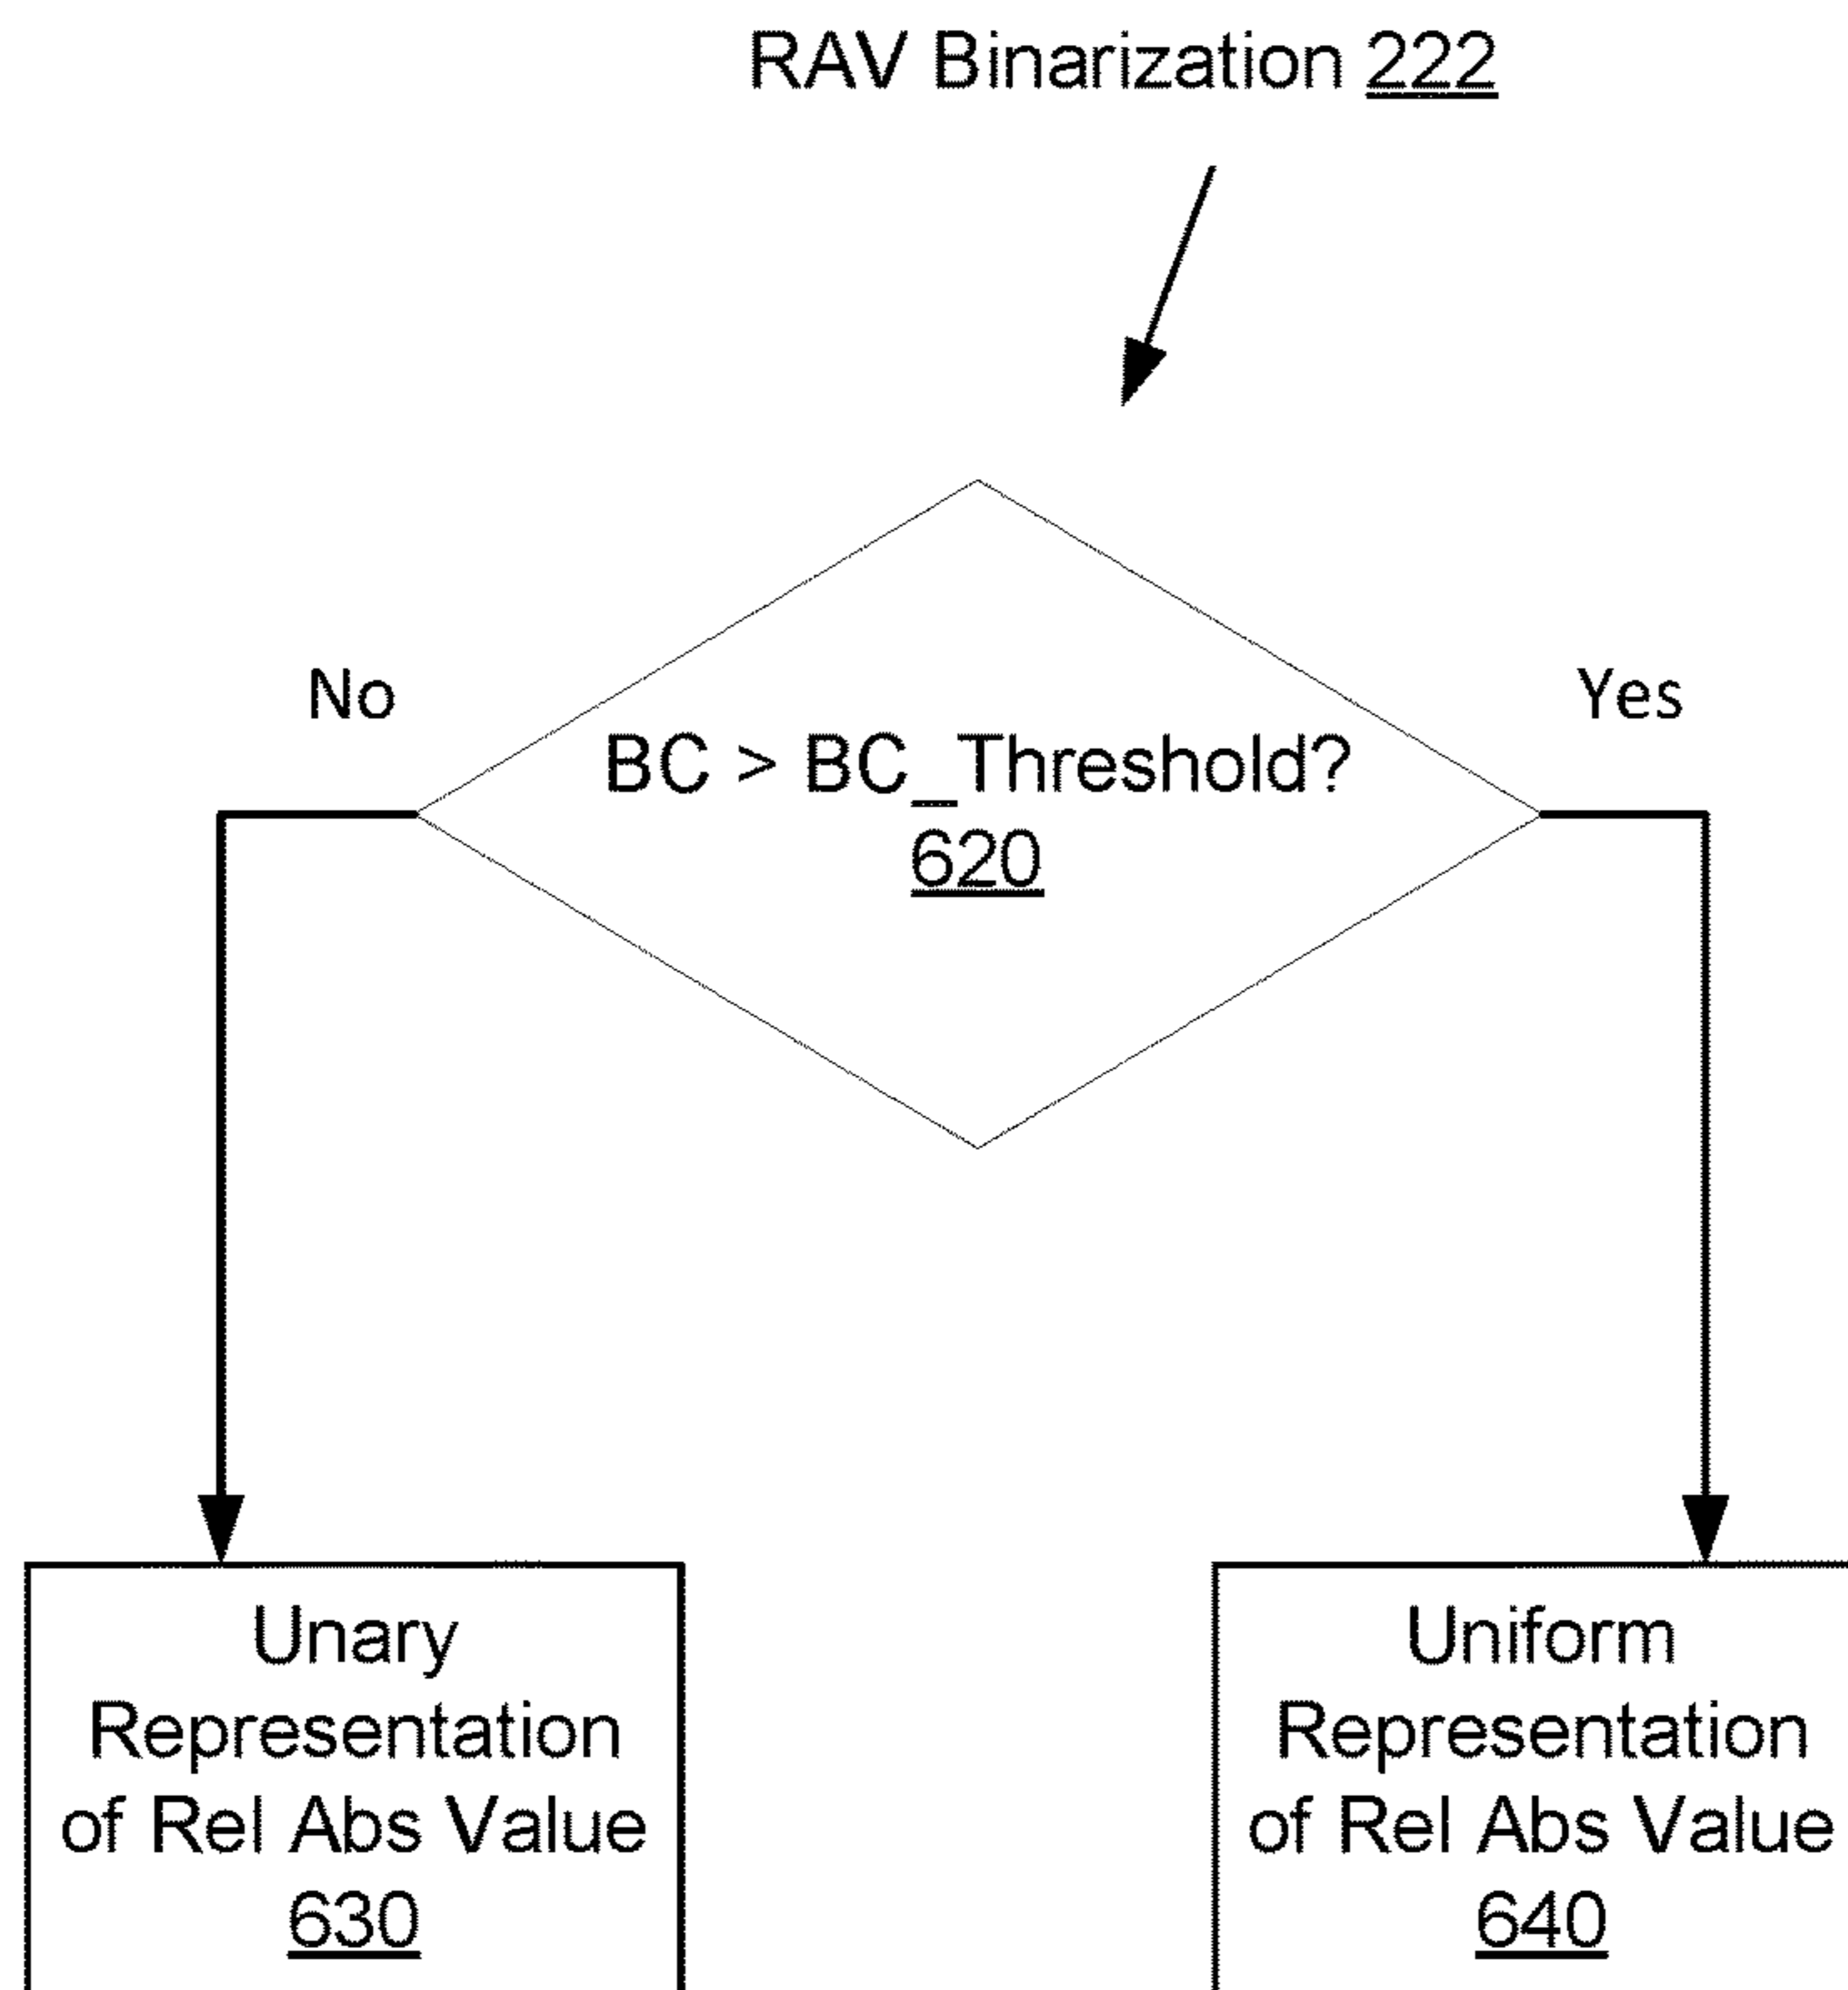 RAV Binarization 222
No
Yes
BC > BC_Threshold?
620
Unary
Representation
of Rel Abs Value
630
Uniform
Representation
of Rel Abs Value
640